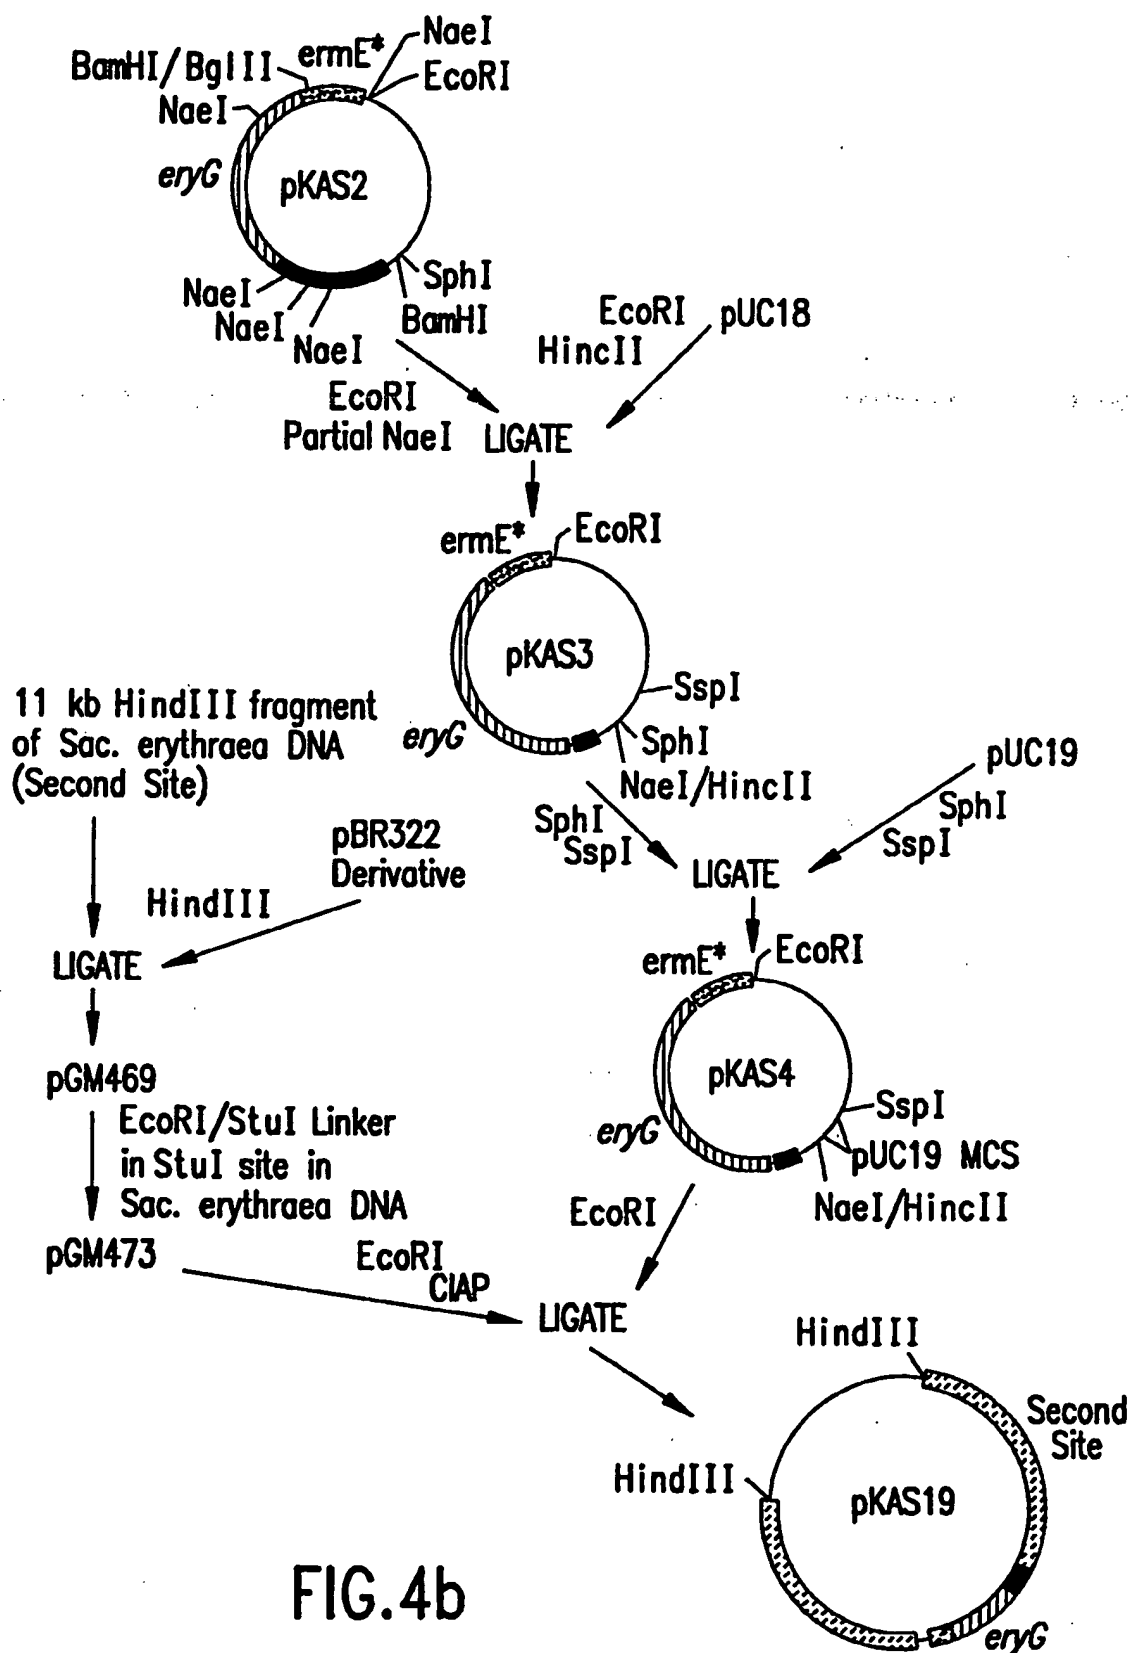 NaeI
ermE*
BamHI/BglII
EcoRI
NaeI
eryG
pKAS2
SphI
NaeI
BamHI
NaeI
NaeI
EcoRI
pUC18
HincII
EcoRI
Partial NaeI
LIGATE
ermE*
EcoRI
pKAS3
SspI
11 kb HindIII fragment
of Sac. erythraea DNA
(Second Site)
eryG
SphI
NaeI/HincII
pUC19
SphI
SspI
SphI
SspI
pBR322
Derivative
LIGATE
HindIII
LIGATE
ermE*
EcoRI
pKAS4
pGM469
SspI
EcoRI/StuI Linker
in StuI site in
Sac. erythraea DNA
eryG
pUC19 MCS
NaeI/HincII
EcoRI
pGM473
EcoRI
CIAP
LIGATE
HindIII
Second
Site
HindIII
pKAS19
eryG
FIG.4b